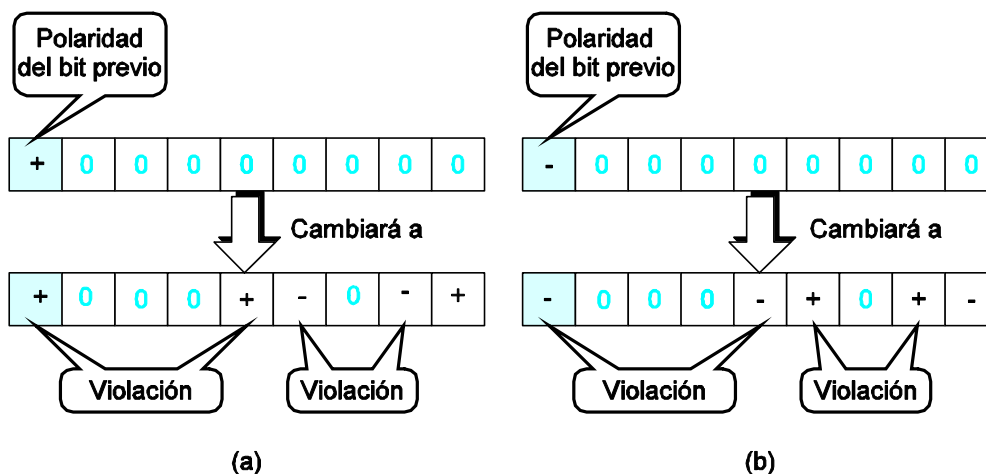 Polaridad
del bit previo
Polaridad
del bit previo
+ 0 0 0 0 0 0 0 0
- 0 0 0 0 0 0 0 0
Cambiará a
Cambiará a
+ 0 0 0 + - 0 - +
- 0 0 0 - + 0 + -
Violación
Violación
Violación
Violación
(a)
(b)